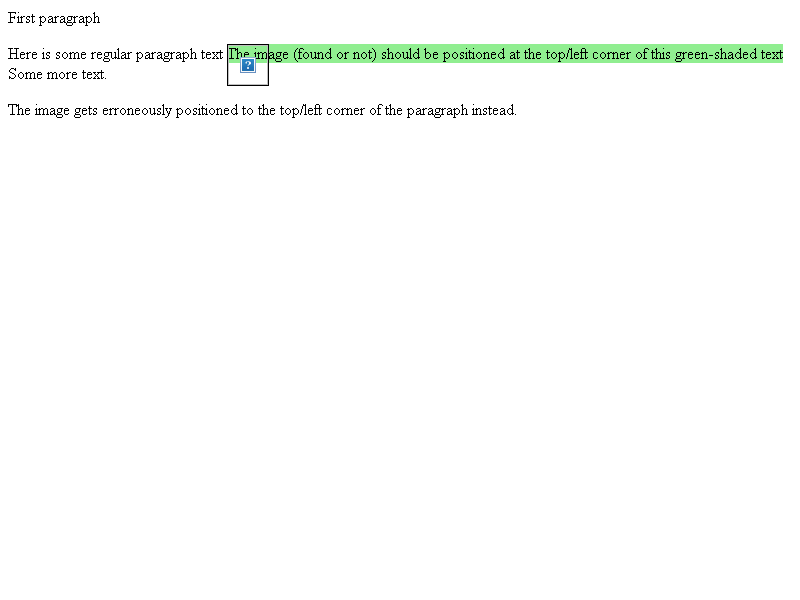 First paragraph
Here is some regular paragraph text The image (found or not) should be positioned at the top/left corner of this green-shaded text
Some more text.
The image gets erroneously positioned to the top/left corner of the paragraph instead.